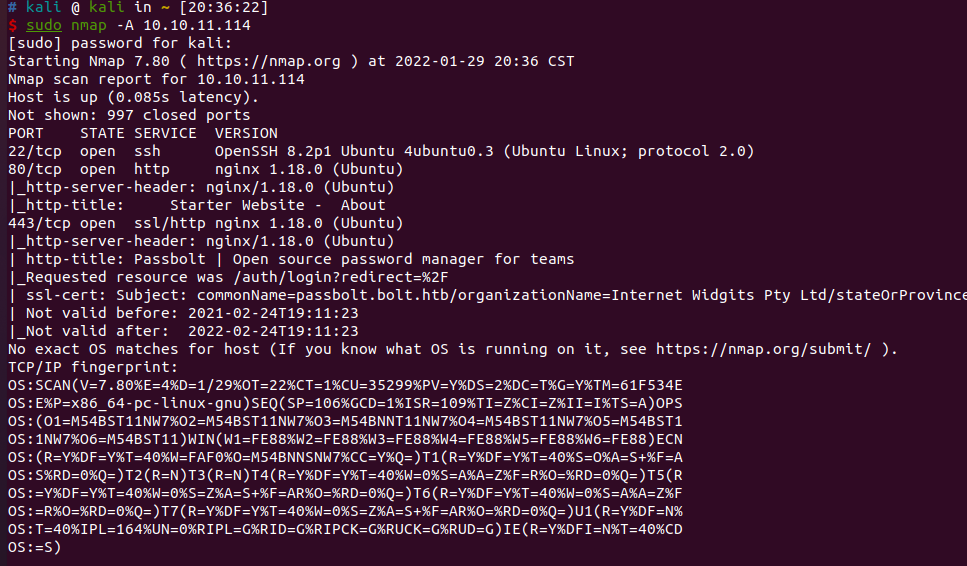 # kali @ kali in ~ [20:36:22]
$ sudo nmap -A 10.10.11.114
[sudo] password for kali:
Starting Nmap 7.80 ( https://nmap.org ) at 2022-01-29 20:36 CST
Nmap scan report for 10.10.11.114
Host is up (0.085s latency).
Not shown: 997 closed ports
PORT    STATE SERVICE  VERSION
22/tcp  open  ssh      OpenSSH 8.2p1 Ubuntu 4ubuntu0.3 (Ubuntu Linux; protocol 2.0)
80/tcp  open  http     nginx 1.18.0 (Ubuntu)
|_http-server-header: nginx/1.18.0 (Ubuntu)
|_http-title:     Starter Website -  About
443/tcp open  ssl/http nginx 1.18.0 (Ubuntu)
|_http-server-header: nginx/1.18.0 (Ubuntu)
| http-title: Passbolt | Open source password manager for teams
|_Requested resource was /auth/login?redirect=%2F
| ssl-cert: Subject: commonName=passbolt.bolt.htb/organizationName=Internet Widgits Pty Ltd/stateOrProvince
| Not valid before: 2021-02-24T19:11:23
|_Not valid after:  2022-02-24T19:11:23
No exact OS matches for host (If you know what OS is running on it, see https://nmap.org/submit/ ).
TCP/IP fingerprint:
OS:SCAN(V=7.80%E=4%D=1/29%OT=22%CT=1%CU=35299%PV=Y%DS=2%DC=T%G=Y%TM=61F534E
OS:E%P=x86_64-pc-linux-gnu)SEQ(SP=106%GCD=1%ISR=109%TI=Z%CI=Z%II=I%TS=A)OPS
OS:(O1=M54BST11NW7%O2=M54BST11NW7%O3=M54BNNT11NW7%O4=M54BST11NW7%O5=M54BST1
OS:1NW7%O6=M54BST11)WIN(W1=FE88%W2=FE88%W3=FE88%W4=FE88%W5=FE88%W6=FE88)ECN
OS:(R=Y%DF=Y%T=40%W=FAF0%O=M54BNNSNW7%CC=Y%Q=)T1(R=Y%DF=Y%T=40%S=O%A=S+%F=A
OS:S%RD=0%Q=)T2(R=N)T3(R=N)T4(R=Y%DF=Y%T=40%W=0%S=A%A=Z%F=R%O=%RD=0%Q=)T5(R
OS:=Y%DF=Y%T=40%W=0%S=Z%A=S+%F=AR%O=%RD=0%Q=)T6(R=Y%DF=Y%T=40%W=0%S=A%A=Z%F
OS:=R%O=%RD=0%Q=)T7(R=Y%DF=Y%T=40%W=0%S=Z%A=S+%F=AR%O=%RD=0%Q=)U1(R=Y%DF=N%
OS:T=40%IPL=164%UN=0%RIPL=G%RID=G%RIPCK=G%RUCK=G%RUD=G)IE(R=Y%DFI=N%T=40%CD
OS:=S)